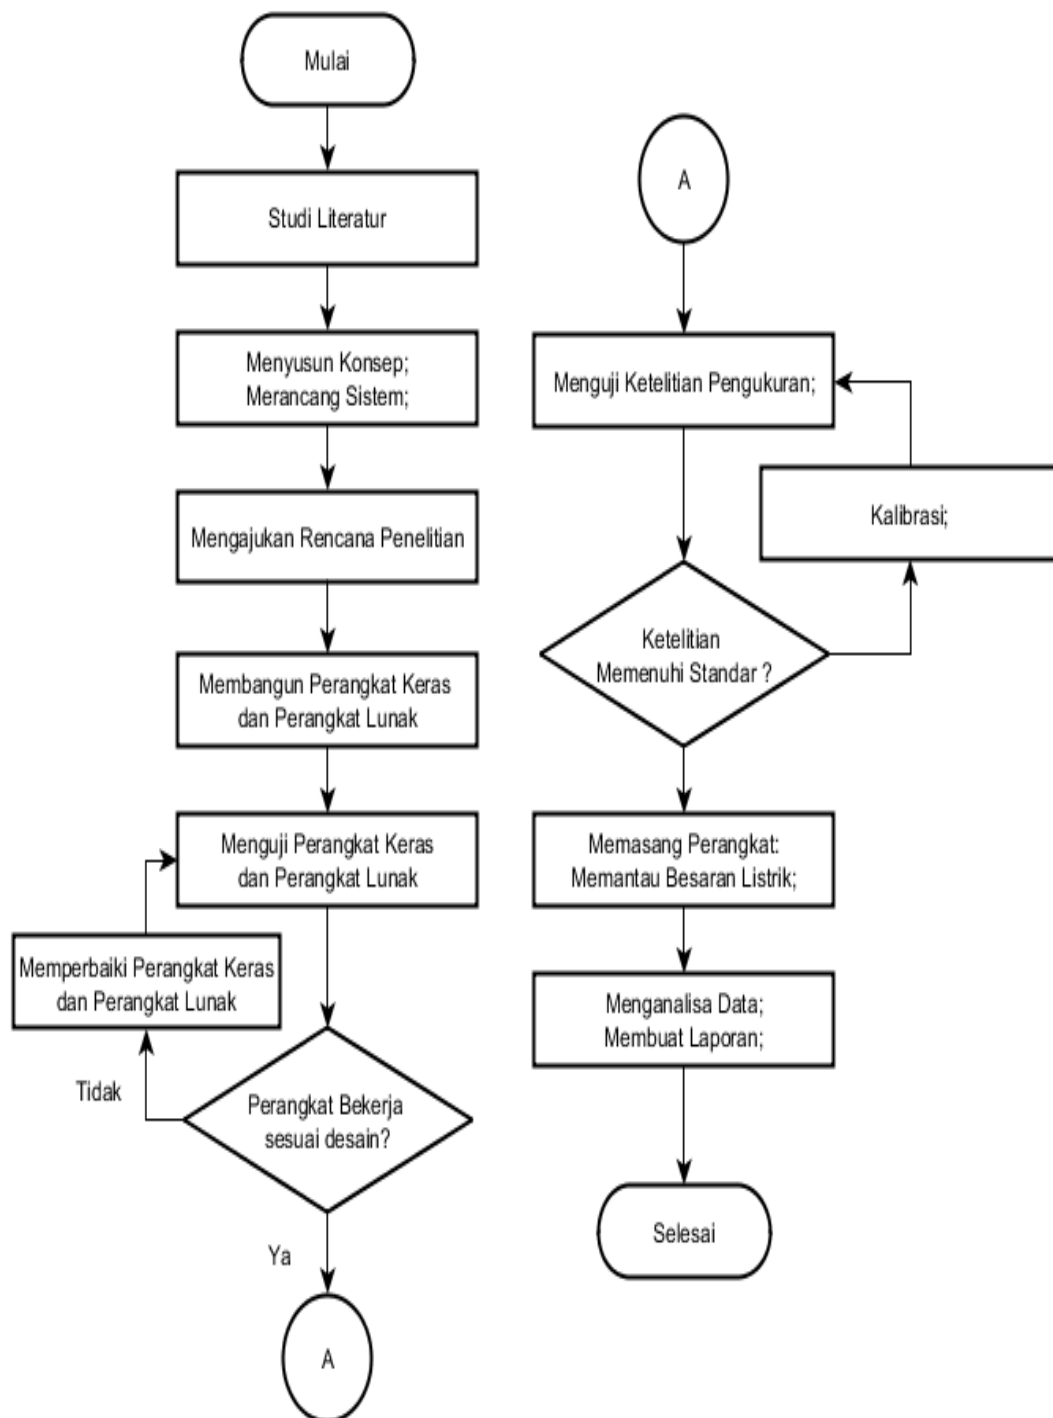 Mulai
Studi Literatur
Menyusun Konsep;
Merancang Sistem;
Mengajukan Rencana Penelitian
Membangun Perangkat Keras
dan Perangkat Lunak
Menguji Perangkat Keras
dan Perangkat Lunak
Memperbaiki Perangkat Keras
dan Perangkat Lunak
Tidak
Perangkat Bekerja
sesuai desain?
Ya
A
A
Menguji Ketelitian Pengukuran;
Kalibrasi;
Ketelitian
Memenuhi Standar ?
Memasang Perangkat:
Memantau Besaran Listrik;
Menganalisa Data;
Membuat Laporan;
Selesai